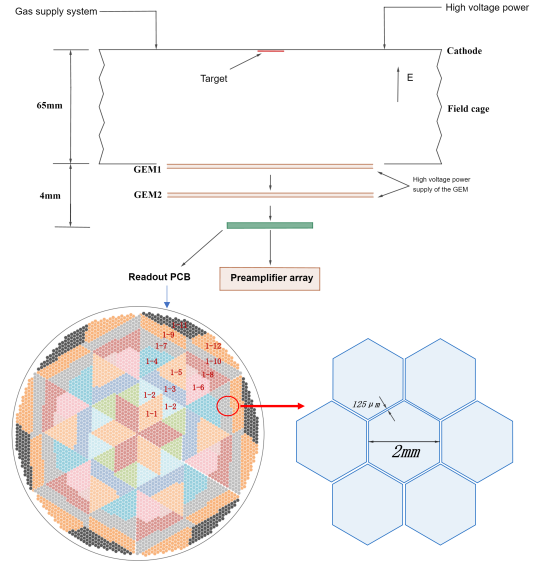 Gas supply system
High voltage power
Cathode
Target
E
65mm
Field cage
GEM1
4mm
GEM2
High voltage power
supply of the GEM
Readout PCB
Preamplifier array
1-9
1-7
1-12
1-4
1-10
1-5
1-8
1-3
1-6
1-2
1-1
1-2
125μm
2mm